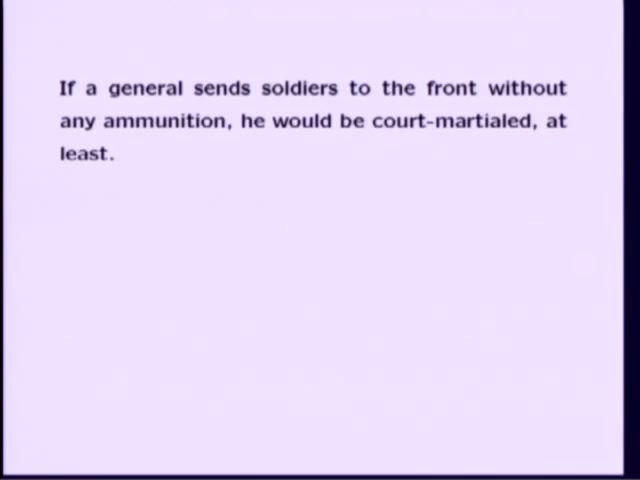 If a general sends soldiers to the front without
any ammunition, he would be court-martialed, at
least.